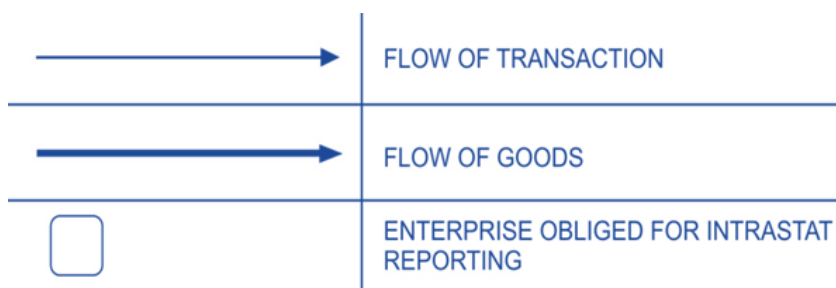 FLOW OF TRANSACTION
FLOW OF GOODS
ENTERPRISE OBLIGED FOR INTRASTAT
REPORTING